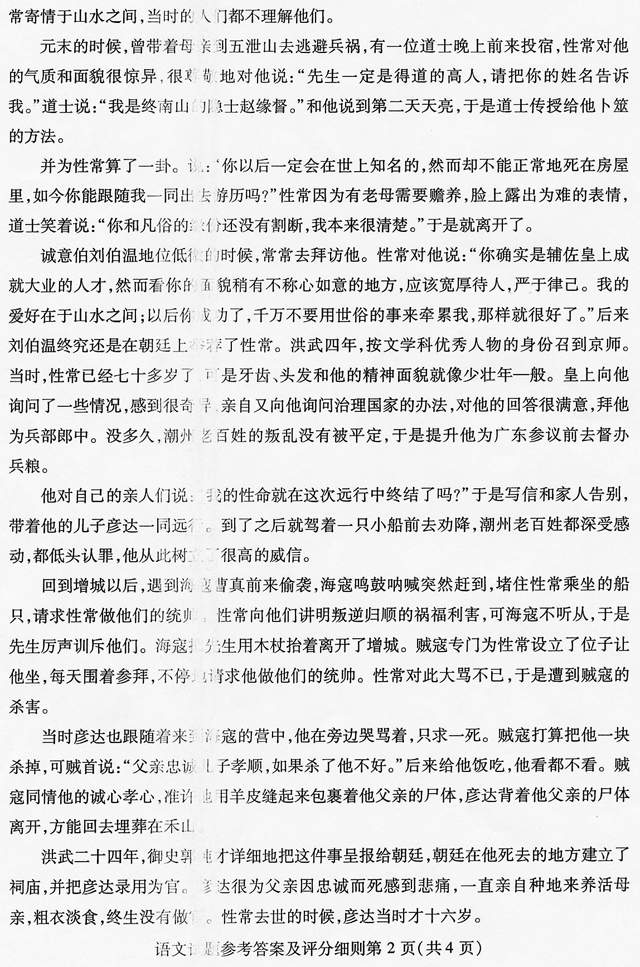 常寄情于山水之间,当时的人们都不理解他们。
元末的时候,曾带着母亲到五泄山去逃避兵祸,有一位道士晚上前来投宿,性常对他
的气质和面貌很惊异,很尊敬地对他说:“先生一定是得道的高人,请把你的姓名告诉
我。”道士说:“我是终南山的隐士赵缘督。”和他说到第二天天亮,于是道士传授给他卜筮
的方法。
并为性常算了一卦。说:“你以后一定会在世上知名的,然而却不能正常地死在房屋
里,如今你能跟随我一同出去游历吗?”性常因为有老母需要赡养,脸上露出为难的表情,
道士笑着说:“你和凡俗的缘份还没有割断,我本来很清楚。”于是就离开了。
诚意伯刘伯温地位低微的时候,常常去拜访他。性常对他说:“你确实是辅佐皇上成
就大业的人才,然而看你的面貌稍有不称心如意的地方,应该宽厚待人,严于律己。我的
爱好在于山水之间;以后你成功了,千万不要用世俗的事来牵累我,那样就很好了。”后来
刘伯温终究还是在朝廷上举荐了性常。洪武四年,按文学科优秀人物的身份召到京师。
当时,性常已经七十多岁了,可是牙齿、头发和他的精神面貌就像少壮年一般。皇上向他
询问了一些情况,感到很奇异,亲自又向他询问治理国家的办法,对他的回答很满意,拜他
为兵部郎中。没多久,潮州老百姓的叛乱没有被平定,于是提升他为广东参议前去督办
兵粮。
他对自己的亲人们说:“我的性命就在这次远行中终结了吗?”于是写信和家人告别,
带着他的儿子彦达一同远行。到了之后就驾着一只小船前去劝降,潮州老百姓都深受感
动,都低头认罪,他从此树立了很高的威信。
回到增城以后,遇到海寇曹真前来偷袭,海寇鸣鼓呐喊突然赶到,堵住性常乘坐的船
只,请求性常做他们的统帅。性常向他们讲明叛逆归顺的祸福利害,可海寇不听从,于是
先生厉声训斥他们。海寇把先生用木杖抬着离开了增城。贼寇专门为性常设立了位子让
他坐,每天围着参拜,不停地请求他做他们的统帅。性常对此大骂不已,于是遭到贼寇的
杀害。
当时彦达也跟随着来到海寇的营中,他在旁边哭骂着,只求一死。贼寇打算把他一块
杀掉,可贼首说:“父亲忠诚儿子孝顺,如果杀了他不好。”后来给他饭吃,他看都不看。贼
寇同情他的诚心孝心,准许他用羊皮缝起来包裹着他父亲的尸体,彦达背着他父亲的尸体
离开,方能回去埋葬在禾山。
洪武二十四年,御史郭纯才详细地把这件事呈报给朝廷,朝廷在他死去的地方建立了
祠庙,并把彦达录用为官。彦达很为父亲因忠诚而死感到悲痛,一直亲自种地来养活母
亲,粗衣淡食,终生没有做官。性常去世的时候,彦达当时才十六岁。
语文试题参考答案及评分细则第2页(共4页)